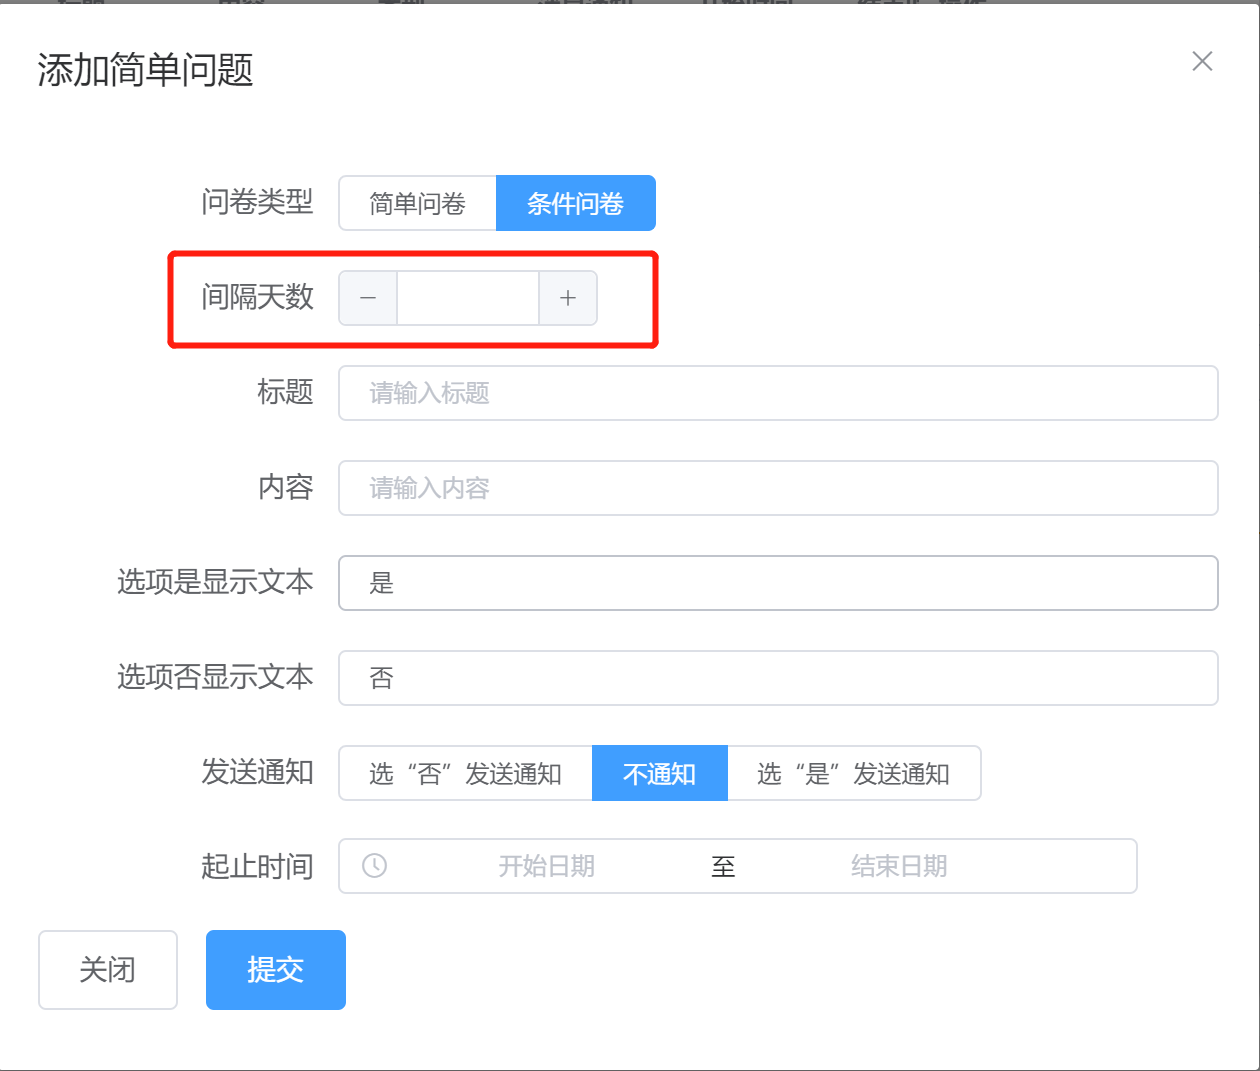 添加简单问题
问卷类型 简单问卷 条件问卷
间隔天数
标题 请输入标题
内容 请输入内容
选项是显示文本 是
选项否显示文本 否
发送通知 选“否”发送通知 不通知 选“是”发送通知
起止时间 开始日期 至 结束日期
关闭 提交